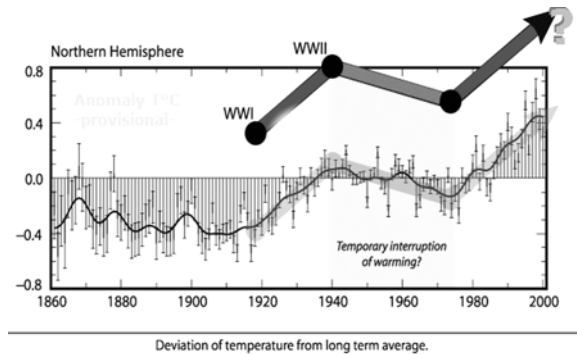 ?
Northern Hemisphere
WWII
WWI
0.8
Anomaly T°C
-provisional-
0.4
0.0
−0.4
Temporary interruption
of warming?
−0.8
1860 1880 1900 1920 1940 1960 1980 2000
Deviation of temperature from long term average.